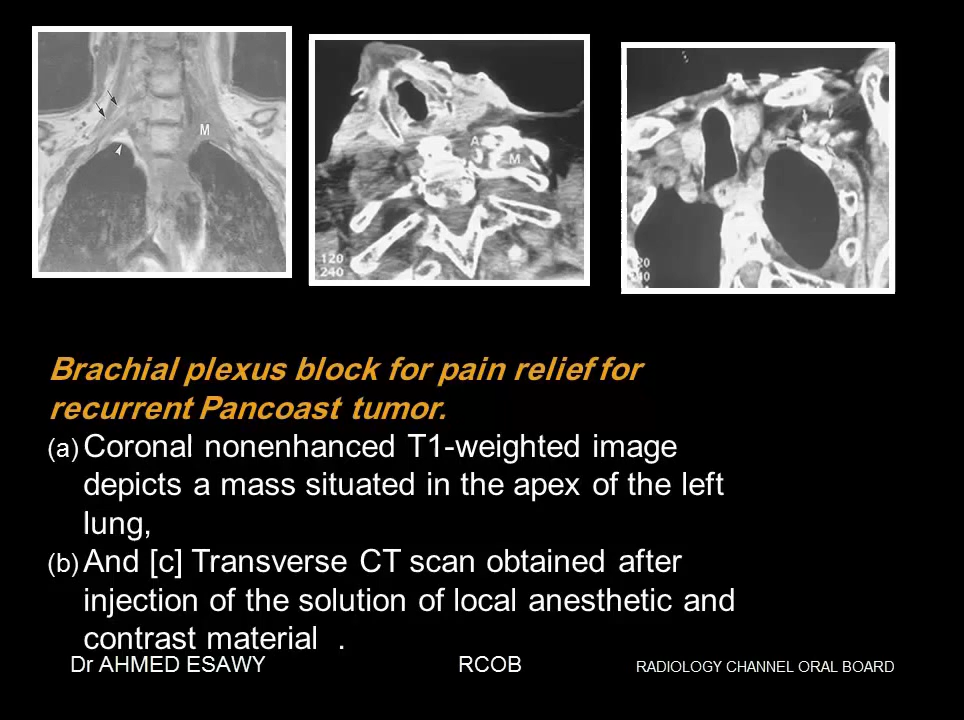 M
A
M
120
240
20
40
Brachial plexus block for pain relief for
recurrent Pancoast tumor.
(a) Coronal nonenhanced T1-weighted image
depicts a mass situated in the apex of the left
lung,
(b) And [c] Transverse CT scan obtained after
injection of the solution of local anesthetic and
contrast material .
Dr AHMED ESAWY RCOB RADIOLOGY CHANNEL ORAL BOARD